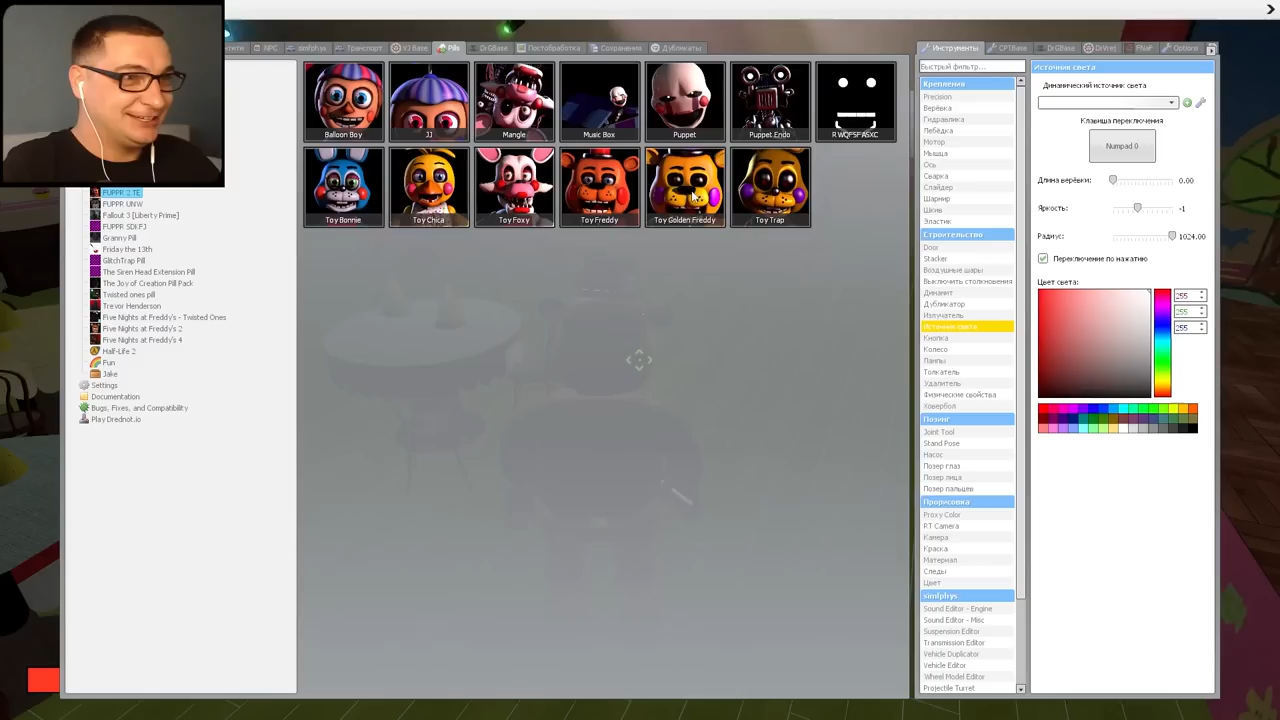 NPC
simfphys
Транспорт
VJ Base
Pills
DrGBase
Постобработка
Сохранения
Дубликаты
Balloon Boy
JJ
Mangle
Music Box
Puppet
Puppet Endo
RWQFSFASXC
Toy Bonnie
Toy Chica
Toy Foxy
Toy Freddy
Toy Golden Freddy
Toy Trap
FUPPR 2.TE
FUPPR UNW
Fallout 3 [Liberty Prime]
FUPPR SDI:FJ
Granny Pill
Friday the 13th
GlitchTrap Pill
The Siren Head Extension Pill
The Joy of Creation Pill Pack
Twisted ones pill
Trevor Henderson
Five Nights at Freddy's - Twisted Ones
Five Nights at Freddy's 2
Five Nights at Freddy's 4
Half-Life 2
Fun
Jake
Settings
Documentation
Bugs, Fixes, and Compatibility
Play Drednot.io
Инструменты
CPTBase
DrGBase
DrVrej
FNaF
Options
Быстрый фильтр...
Крепления
Precision
Верёвка
Гидравлика
Лебёдка
Мотор
Мышца
Ось
Сварка
Слайдер
Шарнир
Шкив
Эластик
Строительство
Door
Stacker
Воздушные шары
Выключить столкновения
Динамит
Дубликатор
Излучатель
Источник света
Кнопка
Колесо
Лампы
Толкатель
Удалитель
Физические свойства
Ховербол
Позинг
Joint Tool
Stand Pose
Насос
Позер глаз
Позер лица
Позер пальцев
Прорисовка
Proxy Color
RT Camera
Камера
Краска
Материал
Следы
Цвет
simfphys
Sound Editor - Engine
Sound Editor - Misc
Suspension Editor
Transmission Editor
Vehicle Duplicator
Vehicle Editor
Wheel Model Editor
Projectile Turret
Источник света
Динамический источник света
Клавиша переключения
Numpad 0
Длина верёвки: 0.00
Яркость: -1
Радиус: 1024.00
Переключение по нажатию
Цвет света:
255
255
255